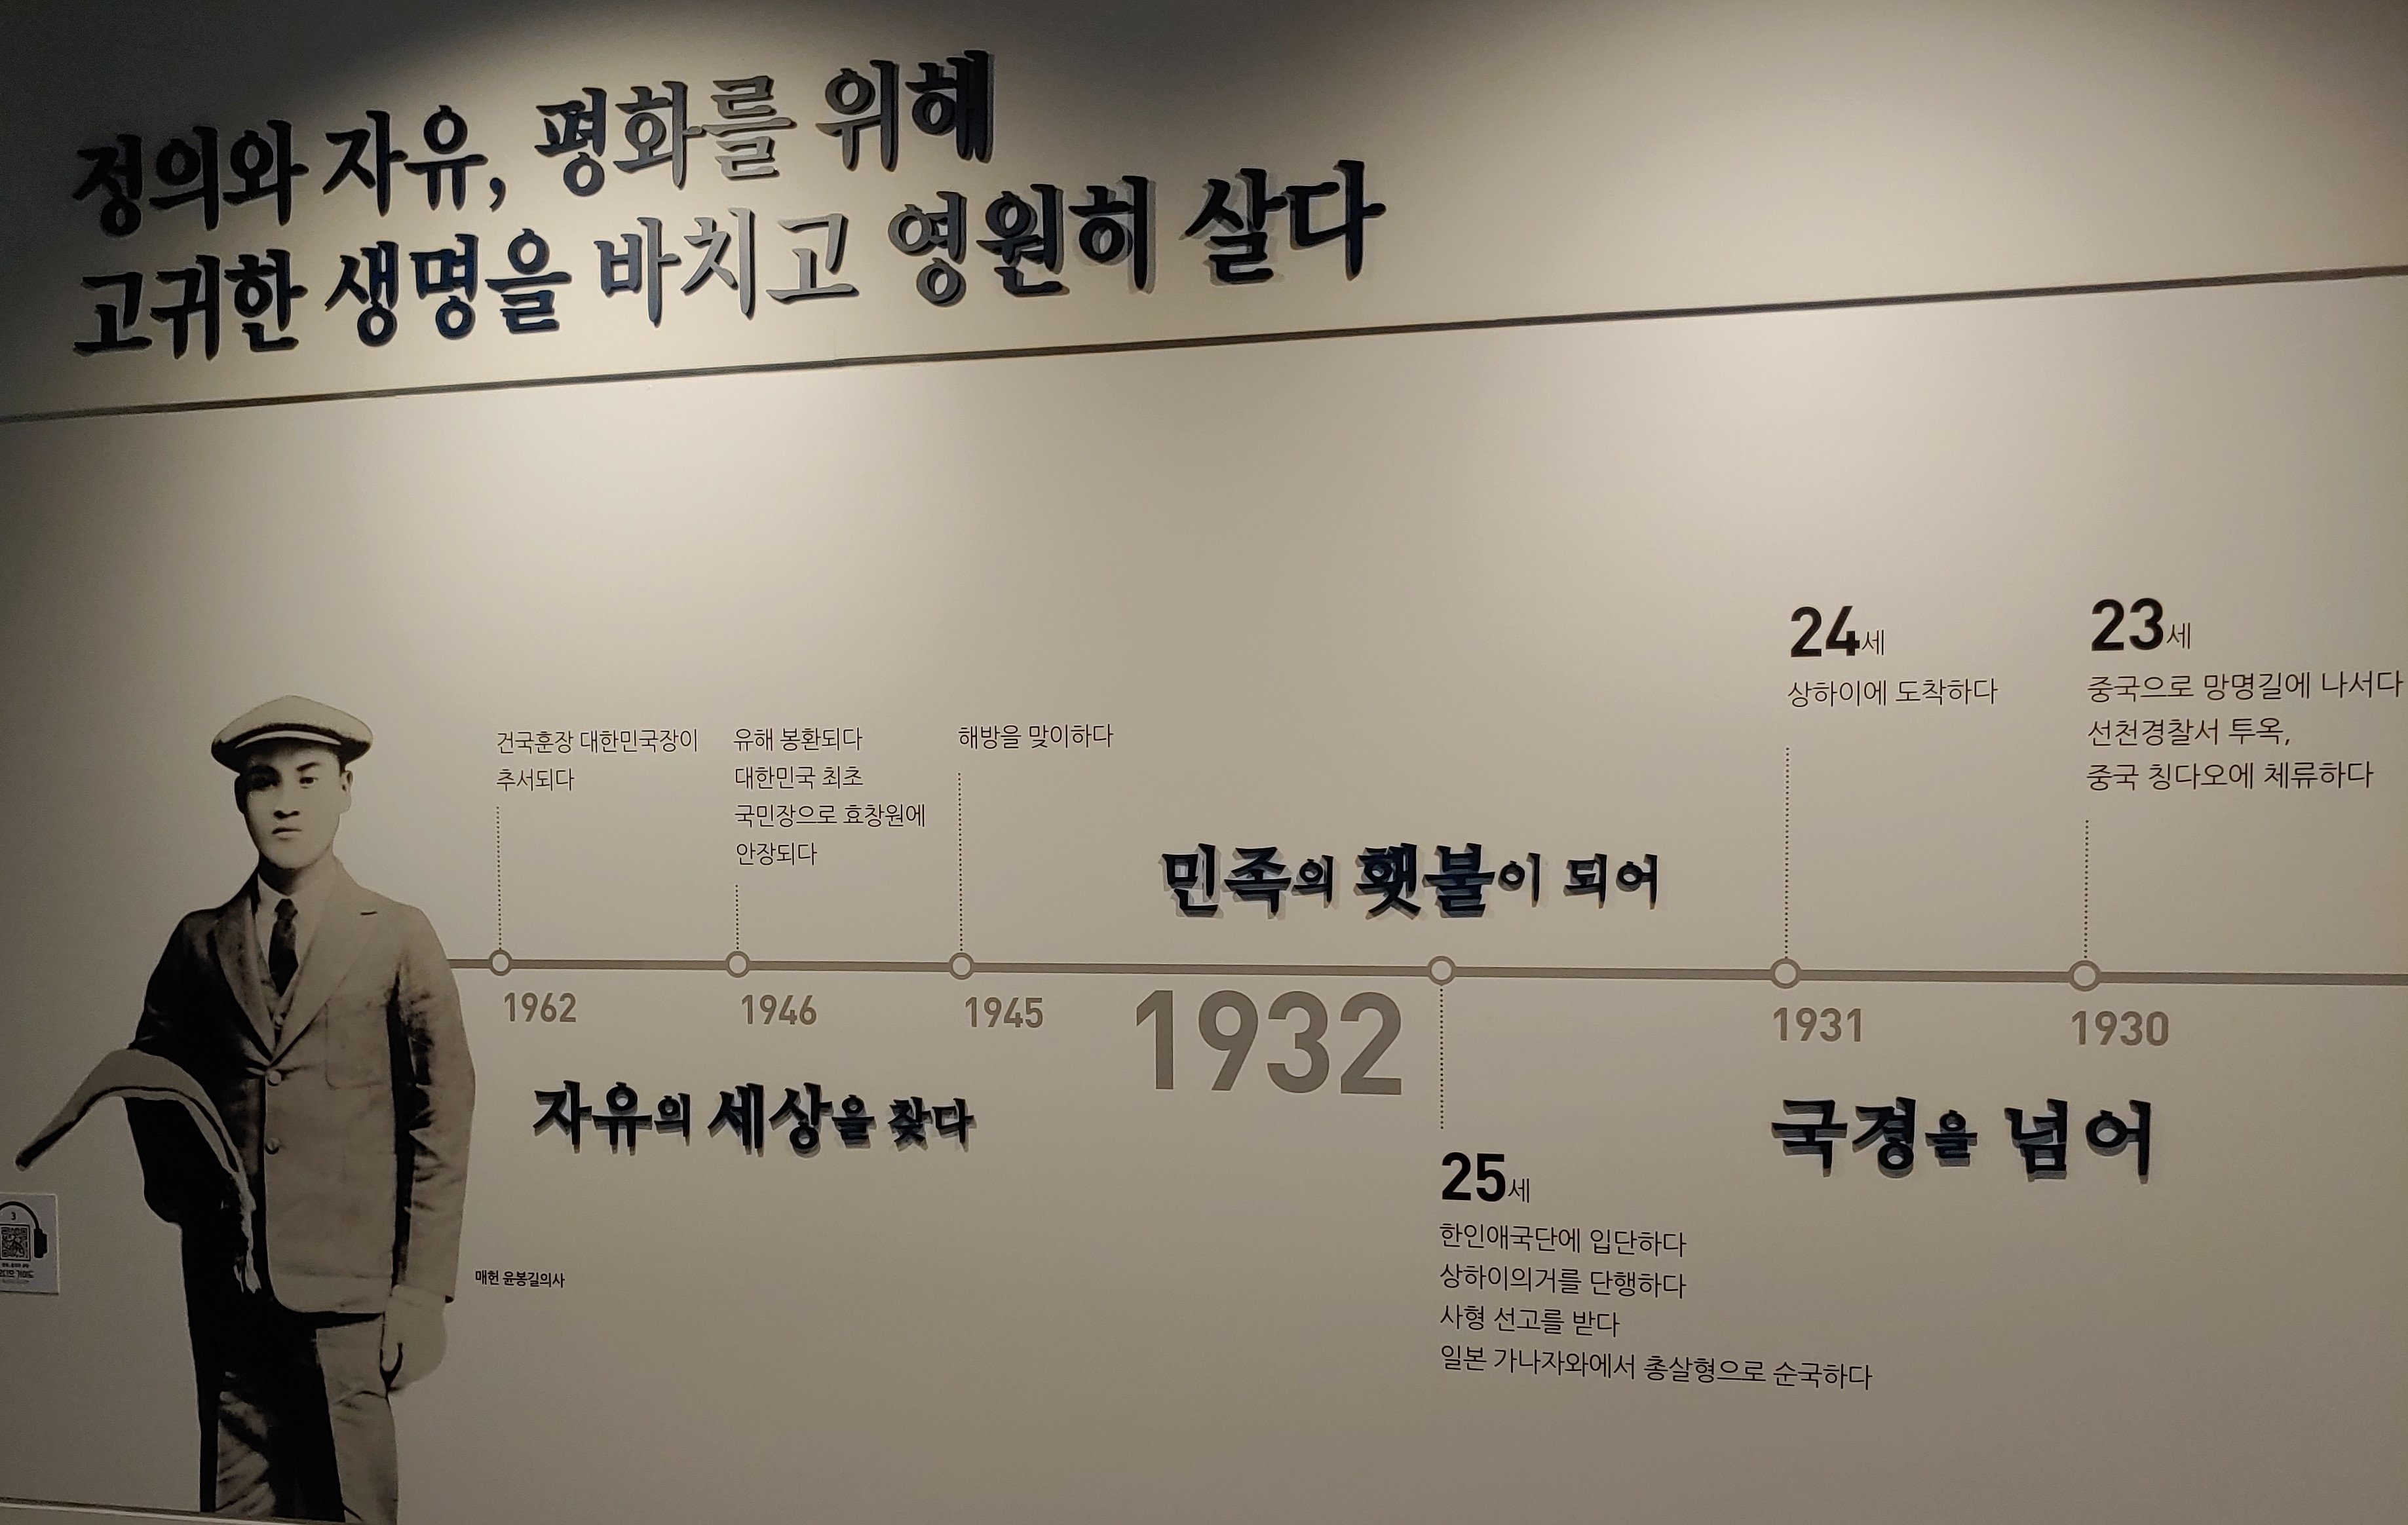 정의와 자유, 평화를 위해
고귀한 생명을 바치고 영원히 살다
건국훈장 대한민국장이
추서되다
1962
유해 봉환되다
대한민국 최초
국민장으로 효창원에
안장되다
1946
해방을 맞이하다
1945
자유의 세상을 찾다
민족의 횃불이 되어
1932
25세
한인애국단에 입단하다
상하이의거를 단행하다
사형 선고를 받다
일본 가나자와에서 총살형으로 순국하다
24세
상하이에 도착하다
1931
23세
중국으로 망명길에 나서다
선천경찰서 투옥,
중국 칭다오에 체류하다
1930
국경을 넘어
매헌 윤봉길의사
3